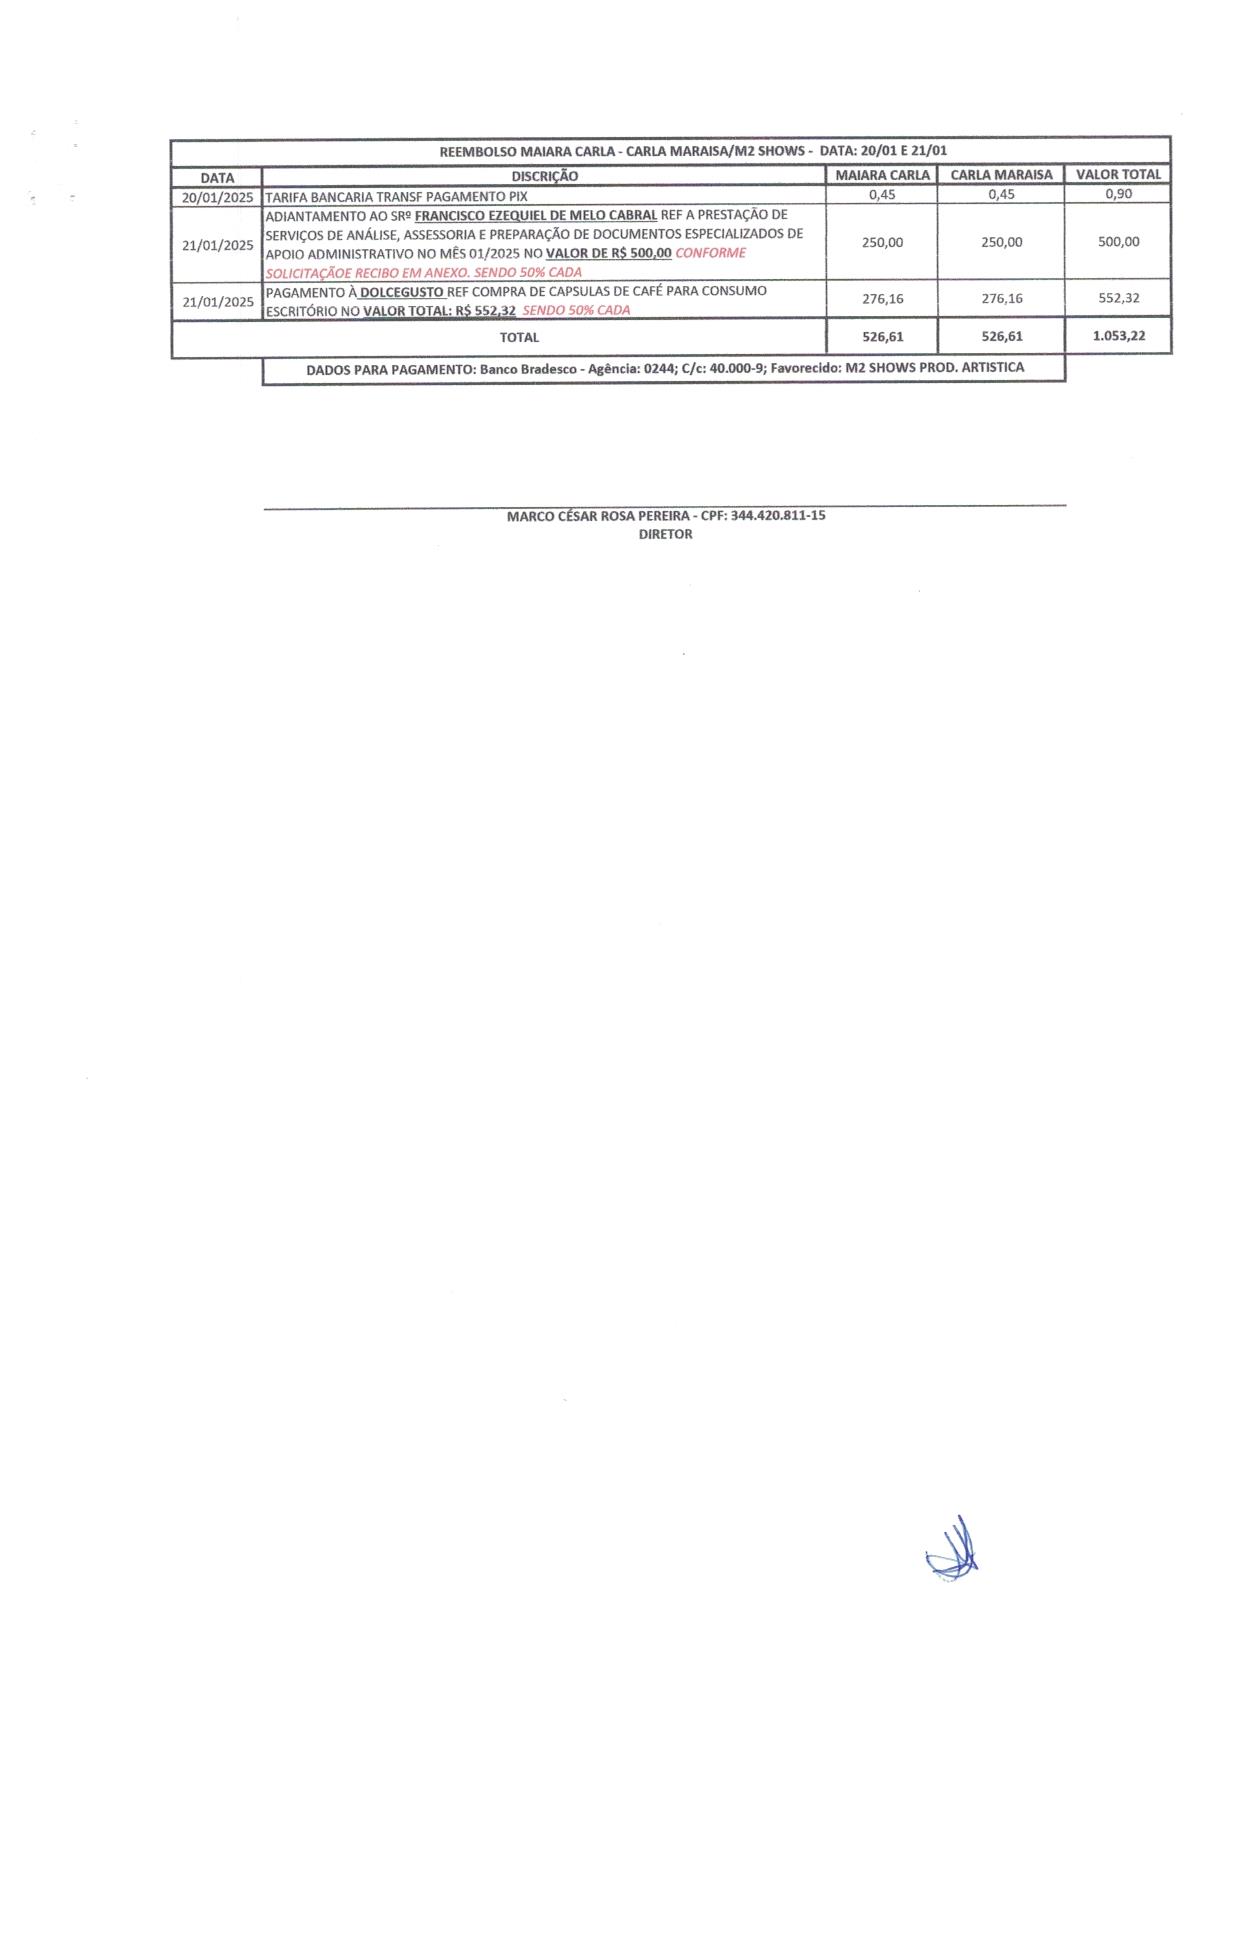 REEMBOLSO MAIARA CARLA - CARLA MARAISA/M2 SHOWS - DATA: 20/01 E 21/01
DATA DISCRIÇÃO MAIARA CARLA CARLA MARAISA VALOR TOTAL
20/01/2025 TARIFA BANCARIA TRANSF PAGAMENTO PIX 0,45 0,45 0,90
ADIANTAMENTO AO SRº FRANCISCO EZEQUIEL DE MELO CABRAL REF A PRESTAÇÃO DE
SERVIÇOS DE ANÁLISE, ASSESSORIA E PREPARAÇÃO DE DOCUMENTOS ESPECIALIZADOS DE
21/01/2025 250,00 250,00 500,00
APOIO ADMINISTRATIVO NO MÊS 01/2025 NO VALOR DE R$ 500,00 CONFORME
SOLICITAÇÃOE RECIBO EM ANEXO. SENDO 50% CADA
PAGAMENTO À DOLCEGUSTO REF COMPRA DE CAPSULAS DE CAFÉ PARA CONSUMO
21/01/2025 276,16 276,16 552,32
ESCRITÓRIO NO VALOR TOTAL: R$ 552,32 SENDO 50% CADA
TOTAL 526,61 526,61 1.053,22
DADOS PARA PAGAMENTO: Banco Bradesco - Agência: 0244; C/c: 40.000-9; Favorecido: M2 SHOWS PROD. ARTISTICA
MARCO CÉSAR ROSA PEREIRA - CPF: 344.420.811-15
DIRETOR